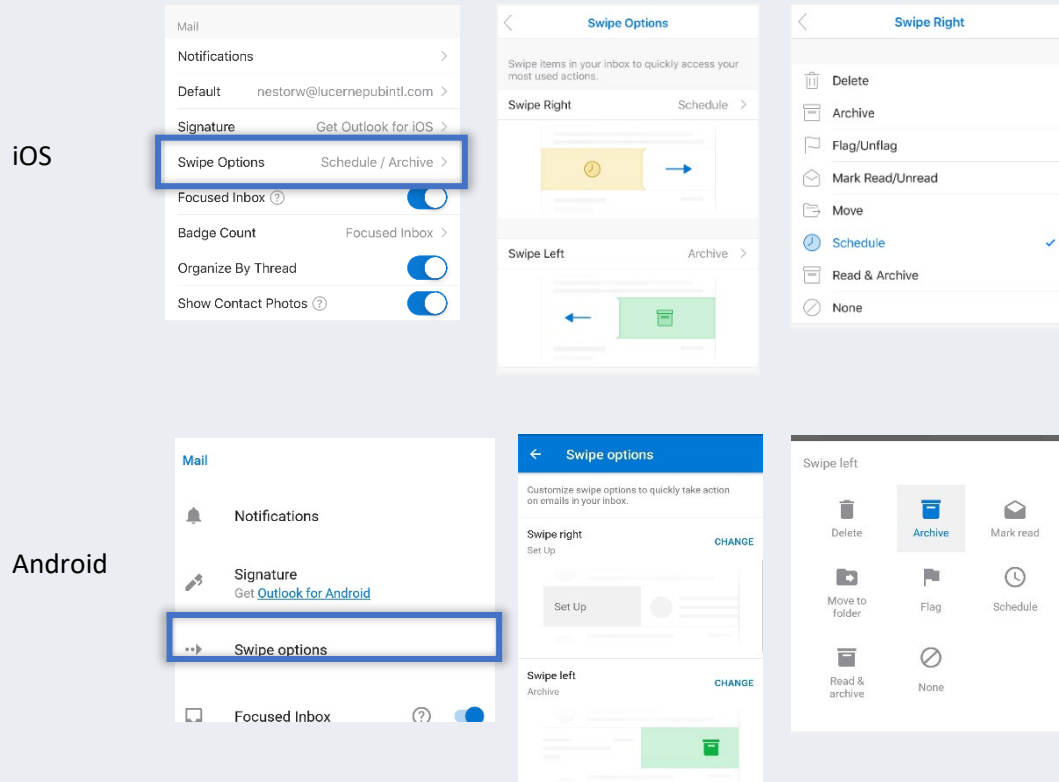 iOS
Mail
Notifications
Default nestorw@lucernepubintl.com
Signature Get Outlook for iOS
Swipe Options Schedule / Archive
Focused Inbox ?
Badge Count Focused Inbox
Organize By Thread
Show Contact Photos ?
Swipe Options
Swipe items in your inbox to quickly access your
most used actions.
Swipe Right Schedule
Swipe Left Archive
Swipe Right
Delete
Archive
Flag/Unflag
Mark Read/Unread
Move
Schedule
Read & Archive
None
Android
Mail
Notifications
Signature
Get Outlook for Android
Swipe options
Focused Inbox ?
Swipe options
Customize swipe options to quickly take action
on emails in your inbox.
Swipe right CHANGE
Set Up
Set Up
Swipe left CHANGE
Archive
Swipe left
Delete Archive Mark read
Move to
folder Flag Schedule
Read &
archive None